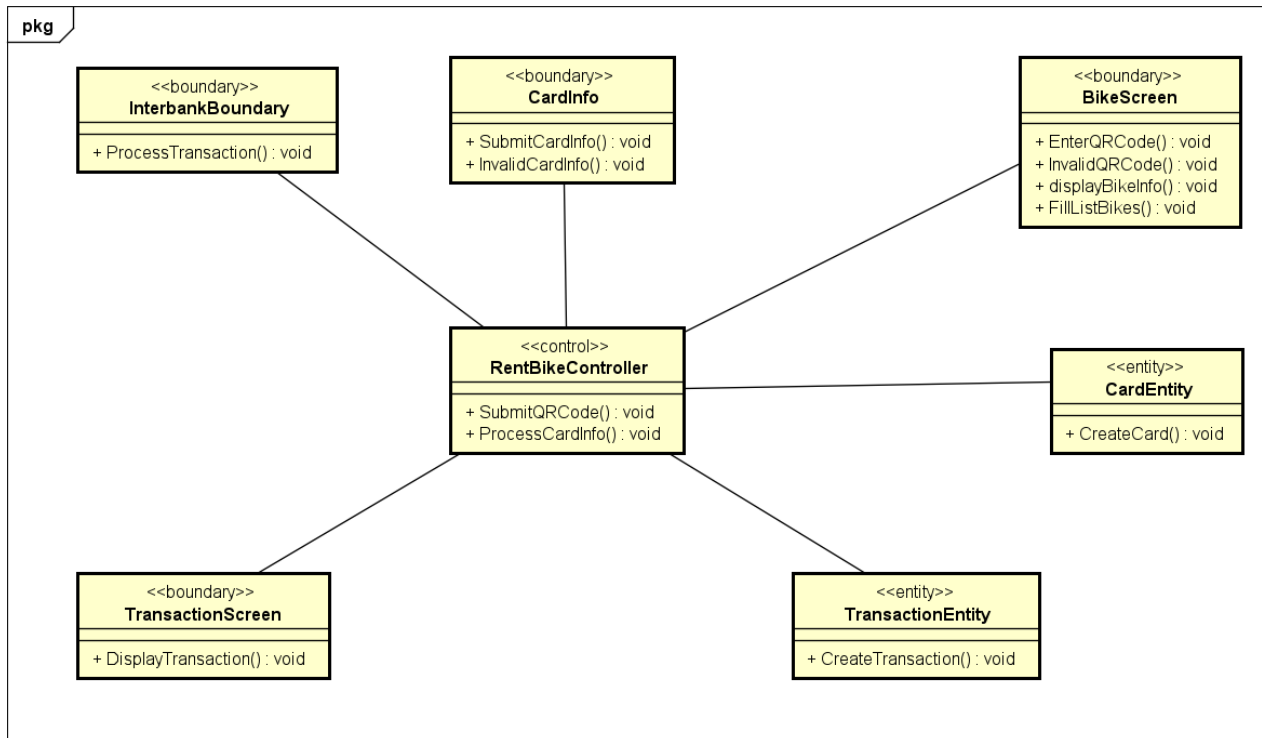 pkg
<<boundary>>
InterbankBoundary
+ ProcessTransaction() : void
<<boundary>>
CardInfo
+ SubmitCardInfo() : void
+ InvalidCardInfo() : void
<<boundary>>
BikeScreen
+ EnterQRCode() : void
+ InvalidQRCode() : void
+ displayBikeInfo() : void
+ FillListBikes() : void
<<control>>
RentBikeController
+ SubmitQRCode() : void
+ ProcessCardInfo() : void
<<entity>>
CardEntity
+ CreateCard() : void
<<boundary>>
TransactionScreen
+ DisplayTransaction() : void
<<entity>>
TransactionEntity
+ CreateTransaction() : void